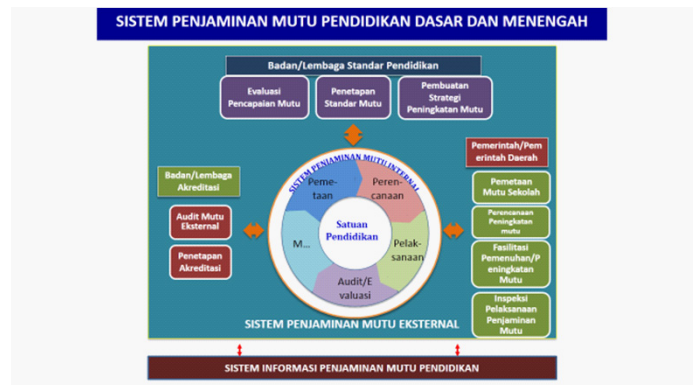 SISTEM PENJAMINAN MUTU PENDIDIKAN DASAR DAN MENENGAH
Badan/Lembaga Standar Pendidikan
Evaluasi
Pencapaian Mutu
Penetapan
Standar Mutu
Pembuatan
Strategi
Peningkatan Mutu
Badan/Lembaga
Akreditasi
Audit Mutu
Eksternal
Penetapan
Akreditasi
SISTEM PENJAMINAN MUTU INTERNAL
Peme-
taan
Peren-
canaan
Satuan
Pendidikan
M...
Pelak-
sanaan
Audit/E
valuasi
Pemerintah/Pem
erintah Daerah
Pemetaan
Mutu Sekolah
Perencanaan
Peningkatan
mutu
Fasilitasi
Pemenuhan/P
eningkatan
Mutu
Inspeksi
Pelaksanaan
Penjaminan
Mutu
SISTEM PENJAMINAN MUTU EKSTERNAL
SISTEM INFORMASI PENJAMINAN MUTU PENDIDIKAN